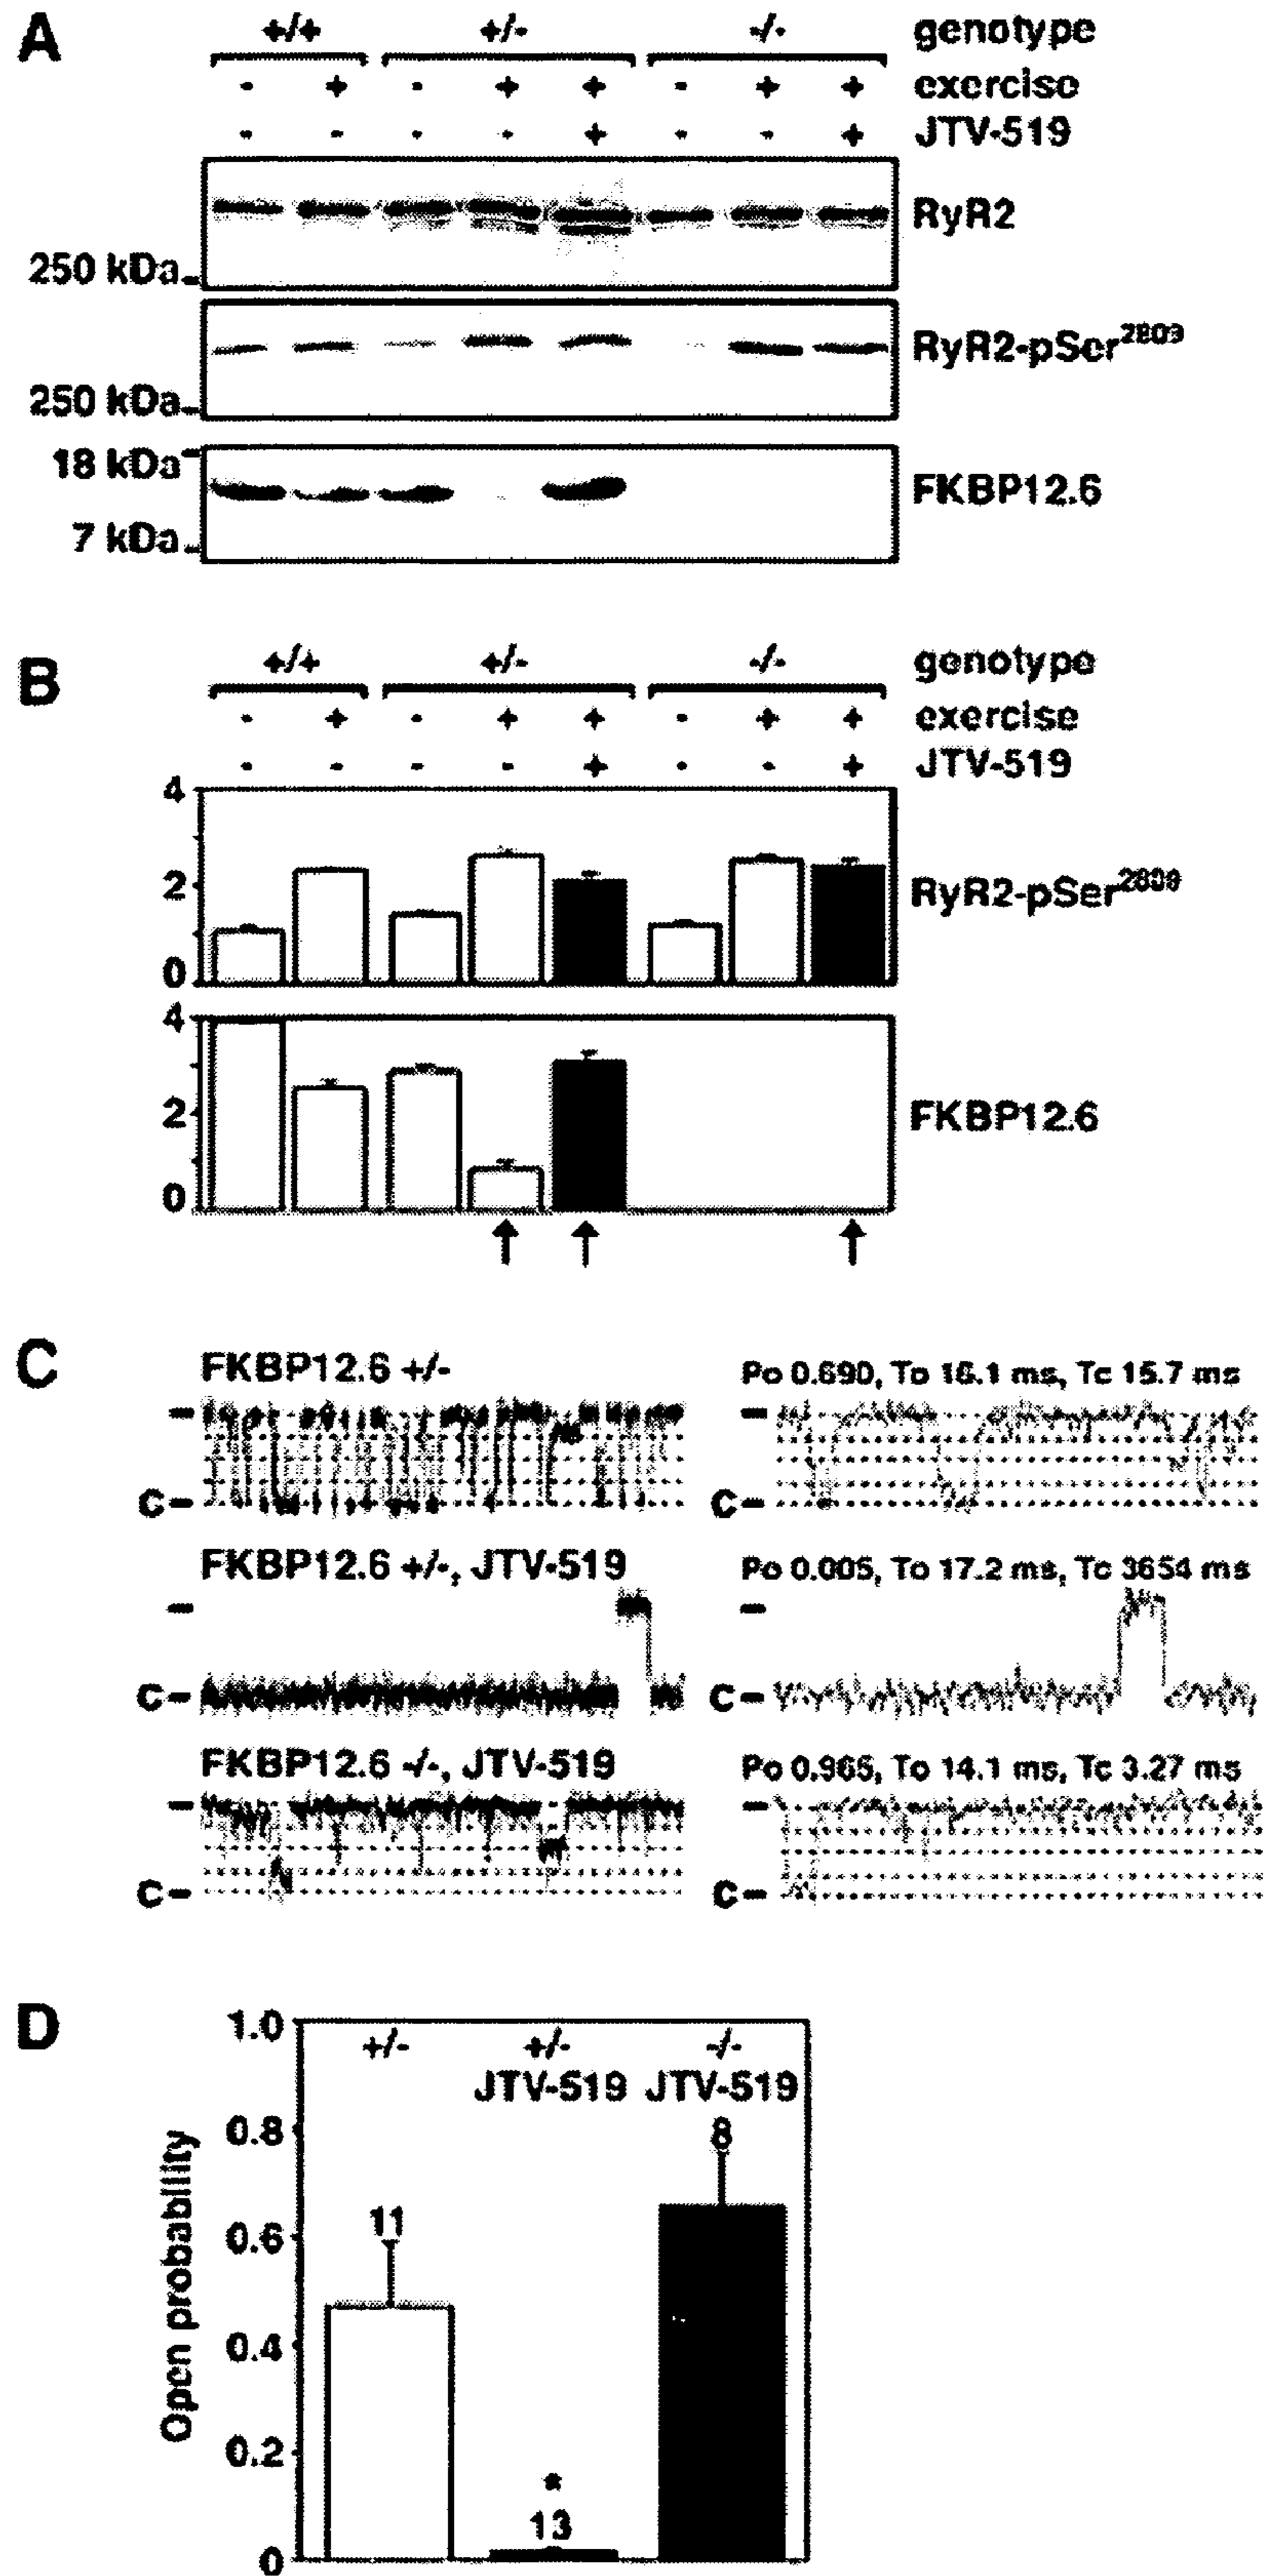 A
+/+ +/- -/- genotype
- + - + + - + + exercise
- - - - + - - + JTV-519
RyR2
250 kDa
RyR2-pSer2809
250 kDa
18 kDa
FKBP12.6
7 kDa
B
+/+ +/- -/- genotype
- + - + + - + + exercise
- - - - + - - + JTV-519
4
2
0
RyR2-pSer2809
4
2
0
FKBP12.6
C
FKBP12.6 +/- Po 0.690, To 16.1 ms, Tc 15.7 ms
C C
FKBP12.6 +/-, JTV-519 Po 0.005, To 17.2 ms, Tc 3654 ms
C C
FKBP12.6 -/-, JTV-519 Po 0.965, To 14.1 ms, Tc 3.27 ms
C C
D
1.0
+/- +/- -/-
JTV-519 JTV-519
0.8
8
11
0.6
Open probability
0.4
0.2
*
13
0